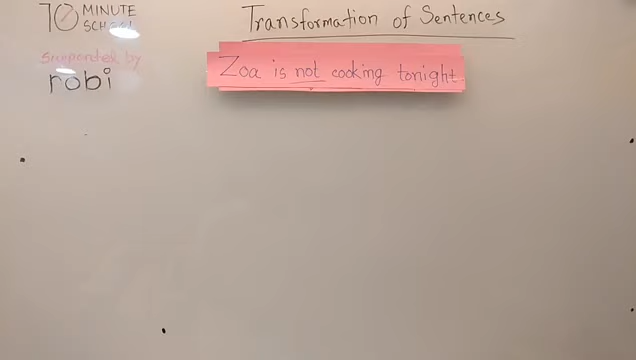 10 MINUTE
SCHOOL
Transformation of Sentences
Supported by
robi
Zoa is not cooking tonight.